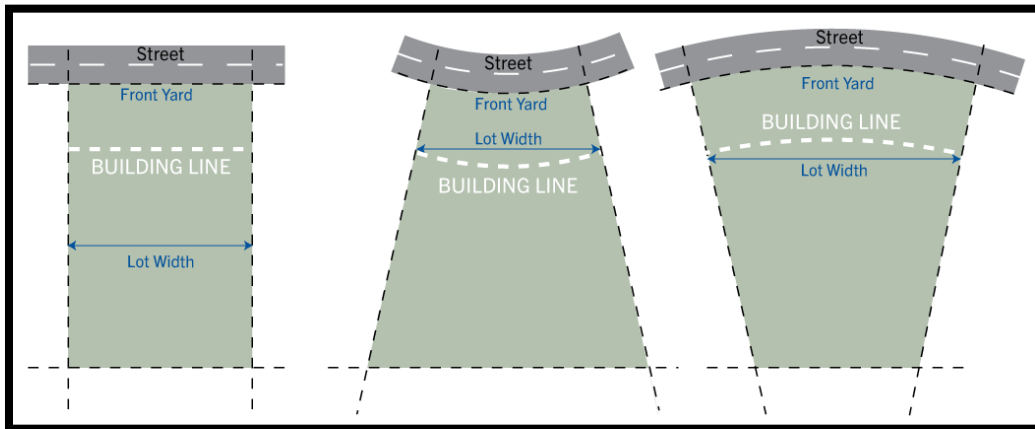 Street
Front Yard
BUILDING LINE
Lot Width
Street
Front Yard
Lot Width
BUILDING LINE
Street
Front Yard
BUILDING LINE
Lot Width